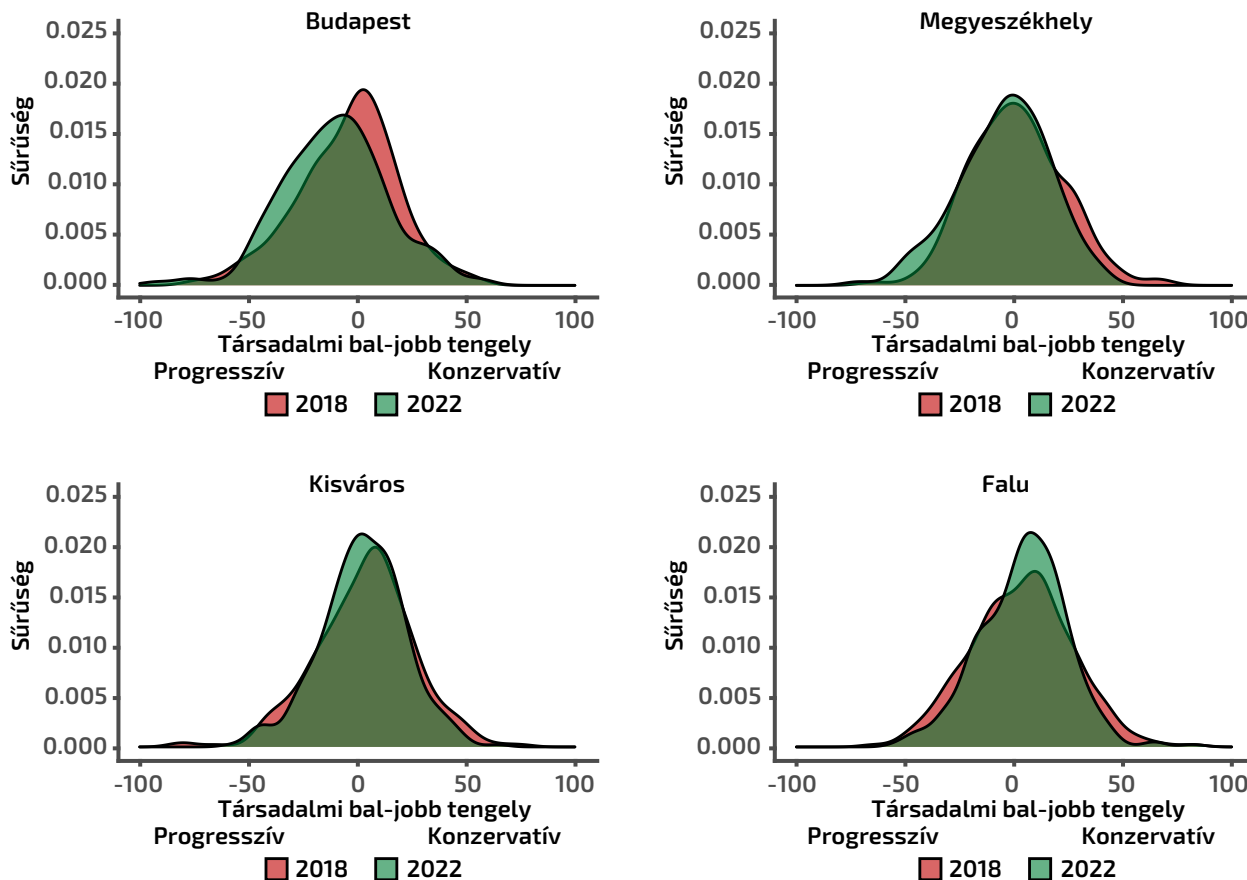 Budapest
0.025
0.020
0.015
0.010
0.005
0.000
Sűrűség
-100 -50 0 50 100
Társadalmi bal-jobb tengely
Progresszív Konzervatív
2018 2022
Megyeszékhely
0.025
0.020
0.015
0.010
0.005
0.000
Sűrűség
-100 -50 0 50 100
Társadalmi bal-jobb tengely
Progresszív Konzervatív
2018 2022
Kisváros
0.025
0.020
0.015
0.010
0.005
0.000
Sűrűség
-100 -50 0 50 100
Társadalmi bal-jobb tengely
Progresszív Konzervatív
2018 2022
Falu
0.025
0.020
0.015
0.010
0.005
0.000
Sűrűség
-100 -50 0 50 100
Társadalmi bal-jobb tengely
Progresszív Konzervatív
2018 2022